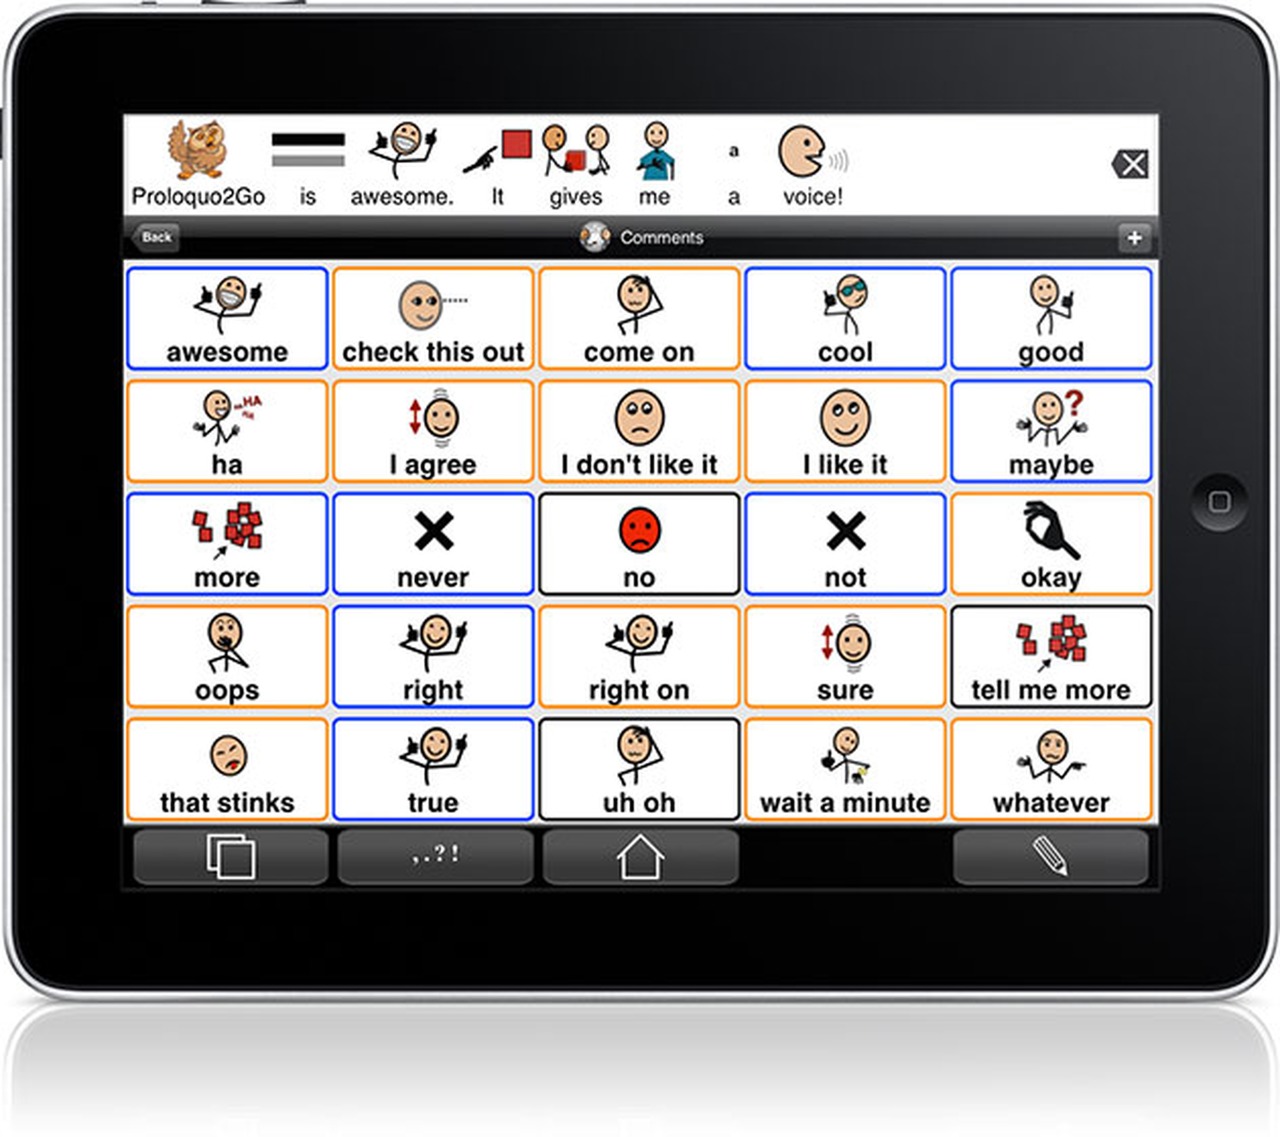 Proloquo2Go is awesome. It gives me a voice!
Back Comments +
awesome check this out come on cool good
ha I agree I don't like it I like it maybe
more never no not okay
oops right right on sure tell me more
that stinks true uh oh wait a minute whatever
,.?!